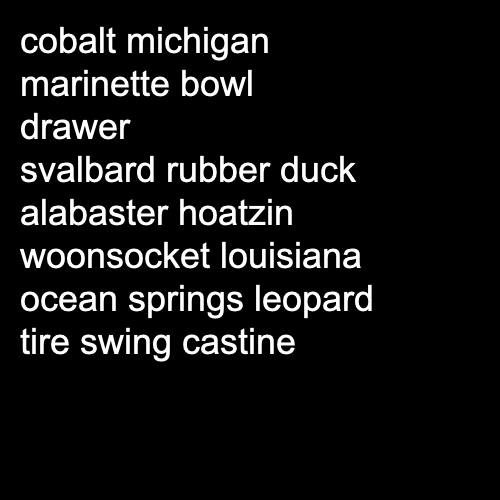 cobalt michigan
marinette bowl
drawer
svalbard rubber duck
alabaster hoatzin
woonsocket louisiana
ocean springs leopard
tire swing castine